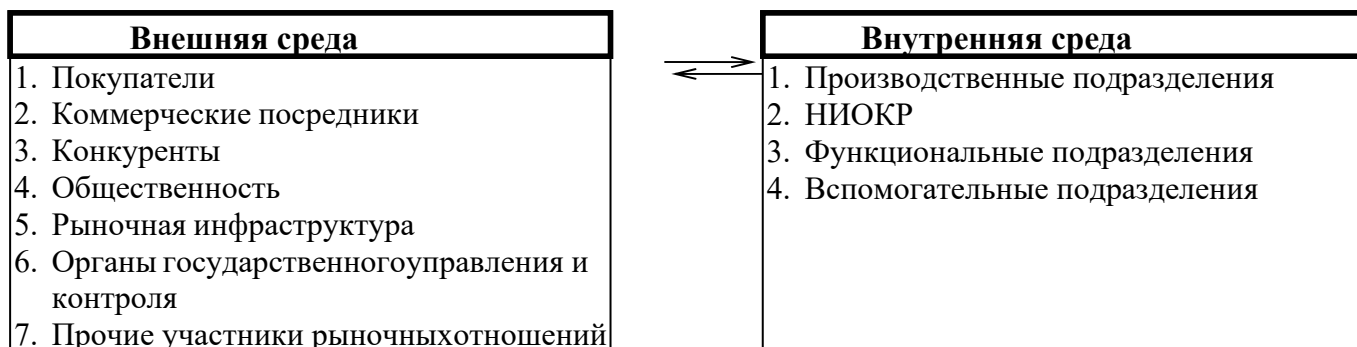 Внешняя среда
1. Покупатели
2. Коммерческие посредники
3. Конкуренты
4. Общественность
5. Рыночная инфраструктура
6. Органы государственногоуправления и
контроля
7. Прочие участники рыночныхотношений
Внутренняя среда
1. Производственные подразделения
2. НИОКР
3. Функциональные подразделения
4. Вспомогательные подразделения